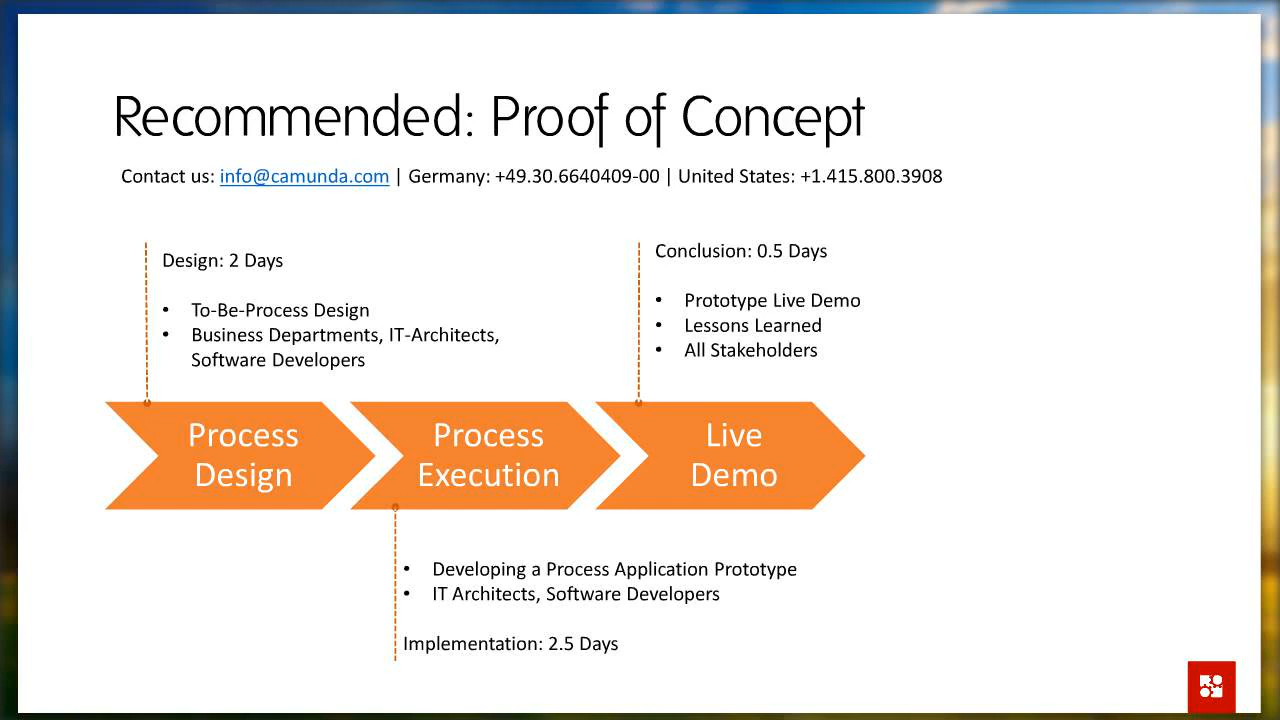 Recommended: Proof of Concept
Contact us: info@camunda.com | Germany: +49.30.6640409-00 | United States: +1.415.800.3908
Design: 2 Days
• To-Be-Process Design
• Business Departments, IT-Architects,
Software Developers
Conclusion: 0.5 Days
• Prototype Live Demo
• Lessons Learned
• All Stakeholders
Process
Design
Process
Execution
Live
Demo
• Developing a Process Application Prototype
• IT Architects, Software Developers
Implementation: 2.5 Days